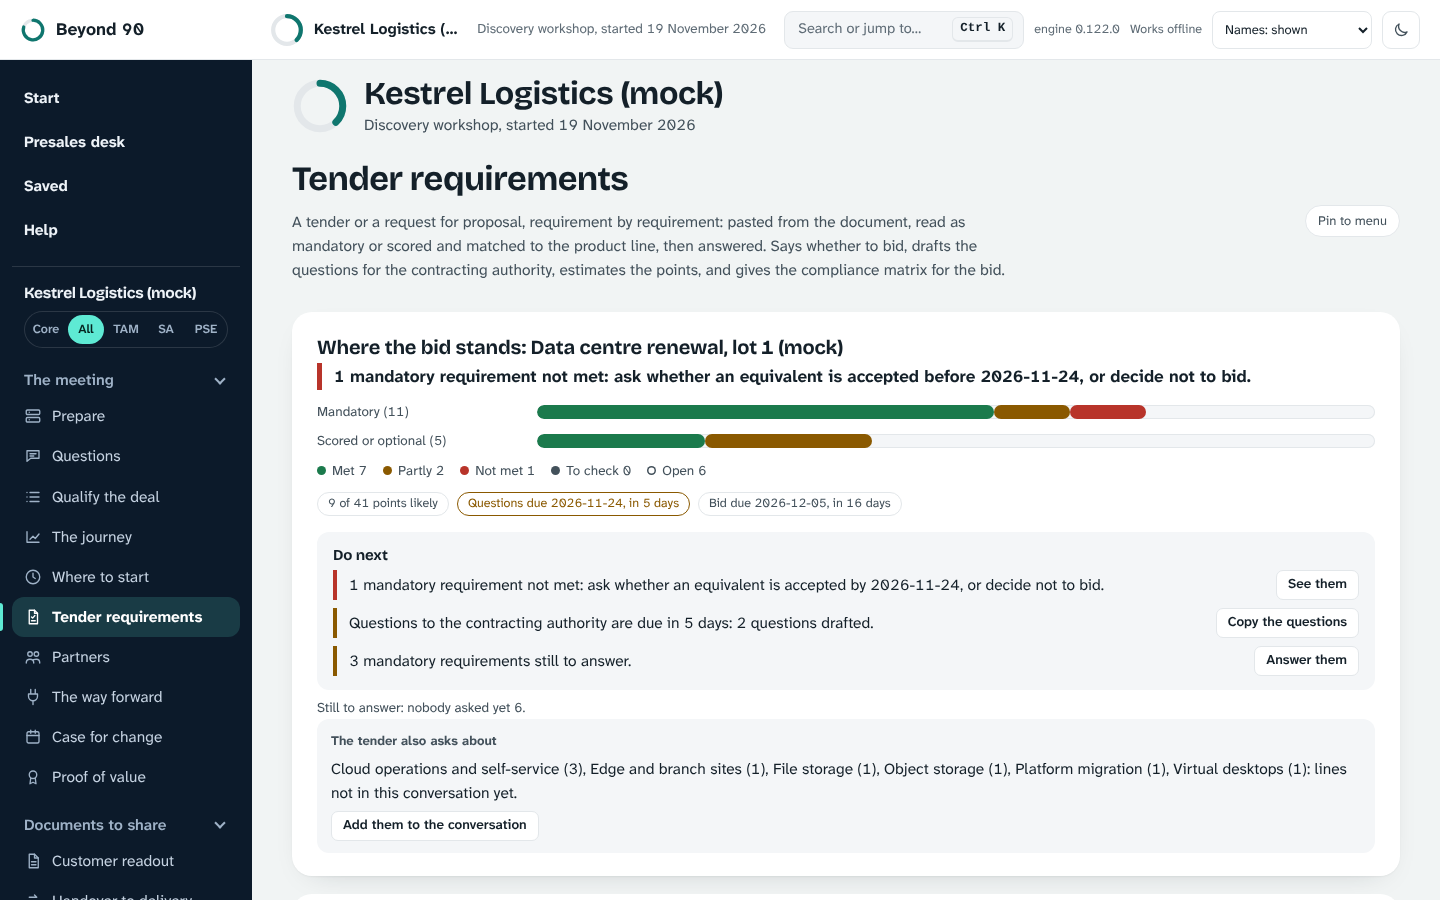 Beyond 90
Kestrel Logistics (...
Discovery workshop, started 19 November 2026
Search or jump to...
Ctrl K
engine 0.122.0
Works offline
Names: shown
Start
Presales desk
Saved
Help
Kestrel Logistics (mock)
Core
All
TAM
SA
PSE
The meeting
Prepare
Questions
Qualify the deal
The journey
Where to start
Tender requirements
Partners
The way forward
Case for change
Proof of value
Documents to share
Customer readout
Handover to delivery
Kestrel Logistics (mock)
Discovery workshop, started 19 November 2026
Tender requirements
A tender or a request for proposal, requirement by requirement: pasted from the document, read as
mandatory or scored and matched to the product line, then answered. Says whether to bid, drafts the
questions for the contracting authority, estimates the points, and gives the compliance matrix for the bid.
Pin to menu
Where the bid stands: Data centre renewal, lot 1 (mock)
1 mandatory requirement not met: ask whether an equivalent is accepted before 2026-11-24, or decide not to bid.
Mandatory (11)
Scored or optional (5)
Met 7
Partly 2
Not met 1
To check 0
Open 6
9 of 41 points likely
Questions due 2026-11-24, in 5 days
Bid due 2026-12-05, in 16 days
Do next
1 mandatory requirement not met: ask whether an equivalent is accepted by 2026-11-24, or decide not to bid.
See them
Questions to the contracting authority are due in 5 days: 2 questions drafted.
Copy the questions
3 mandatory requirements still to answer.
Answer them
Still to answer: nobody asked yet 6.
The tender also asks about
Cloud operations and self-service (3), Edge and branch sites (1), File storage (1), Object storage (1), Platform migration (1), Virtual desktops (1): lines
not in this conversation yet.
Add them to the conversation